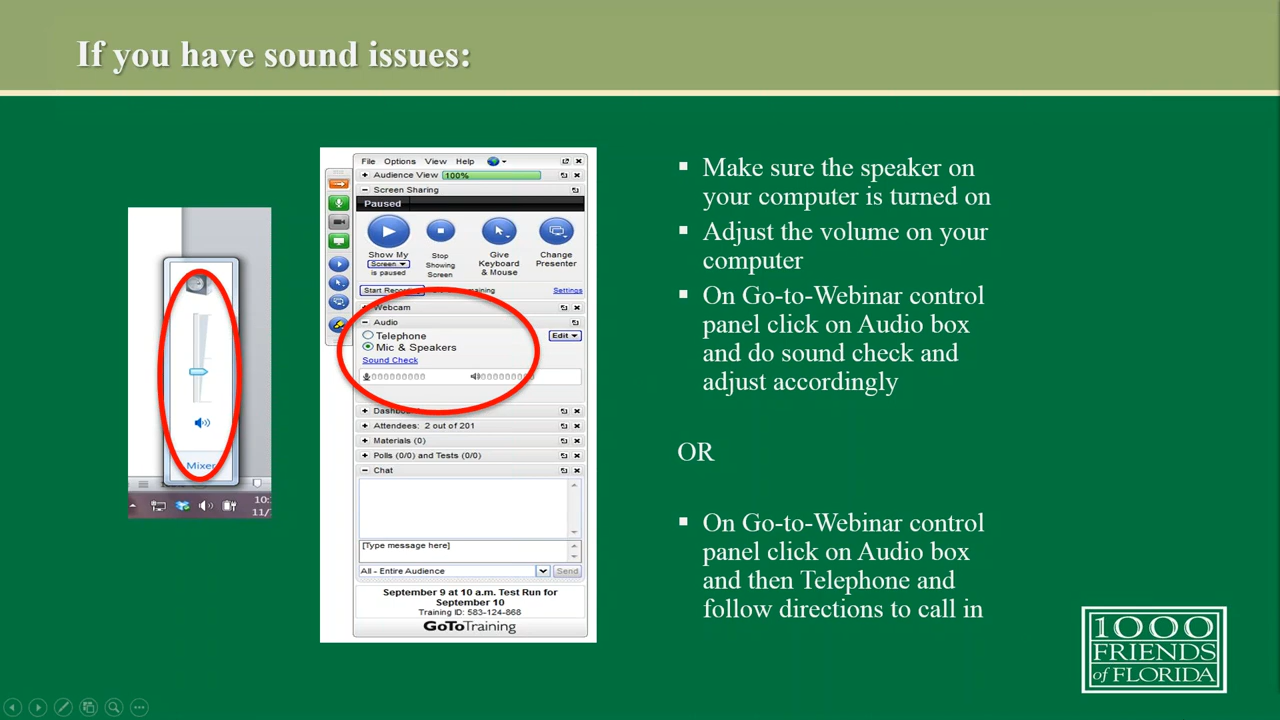 If you have sound issues:
Mixer
10:
11/
File Options View Help
Audience View 100%
Screen Sharing
Paused
Show My
Screen
is paused
Stop
Showing
Screen
Give
Keyboard
& Mouse
Change
Presenter
Start Recording
remaining
Settings
Webcam
Audio
Telephone
Mic & Speakers
Edit
Sound Check
Attendees: 2 out of 201
Materials (0)
Polls (0/0) and Tests (0/0)
Chat
[Type message here]
All - Entire Audience
Send
September 9 at 10 a.m. Test Run for
September 10
Training ID: 583-124-868
GoToTraining
Make sure the speaker on
your computer is turned on
Adjust the volume on your
computer
On Go-to-Webinar control
panel click on Audio box
and do sound check and
adjust accordingly
OR
On Go-to-Webinar control
panel click on Audio box
and then Telephone and
follow directions to call in
1000
FRIENDS
of FLORIDA